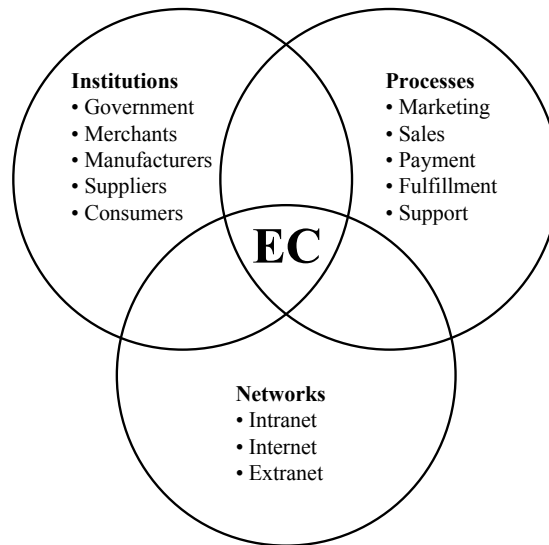 Institutions
• Government
• Merchants
• Manufacturers
• Suppliers
• Consumers
Processes
• Marketing
• Sales
• Payment
• Fulfillment
• Support
EC
Networks
• Intranet
• Internet
• Extranet